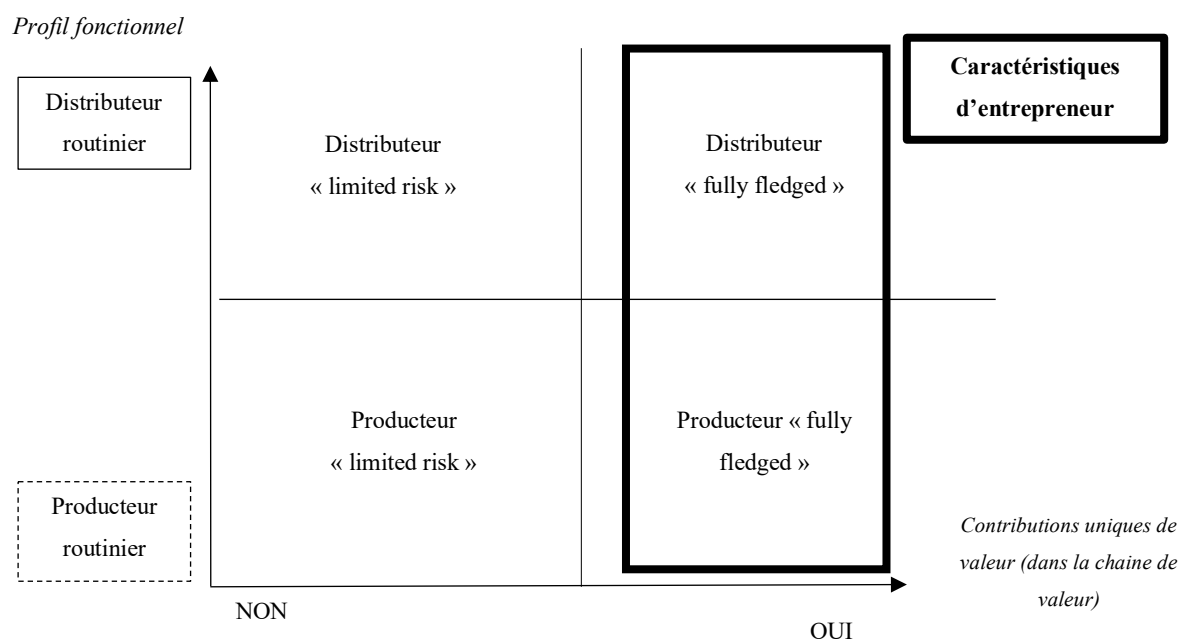 Profil fonctionnel
Caractéristiques
d’entrepreneur
Distributeur
routinier
Distributeur
« limited risk »
Distributeur
« fully fledged »
Producteur
« limited risk »
Producteur « fully
fledged »
Producteur
routinier
Contributions uniques de
valeur (dans la chaine de
valeur)
NON
OUI